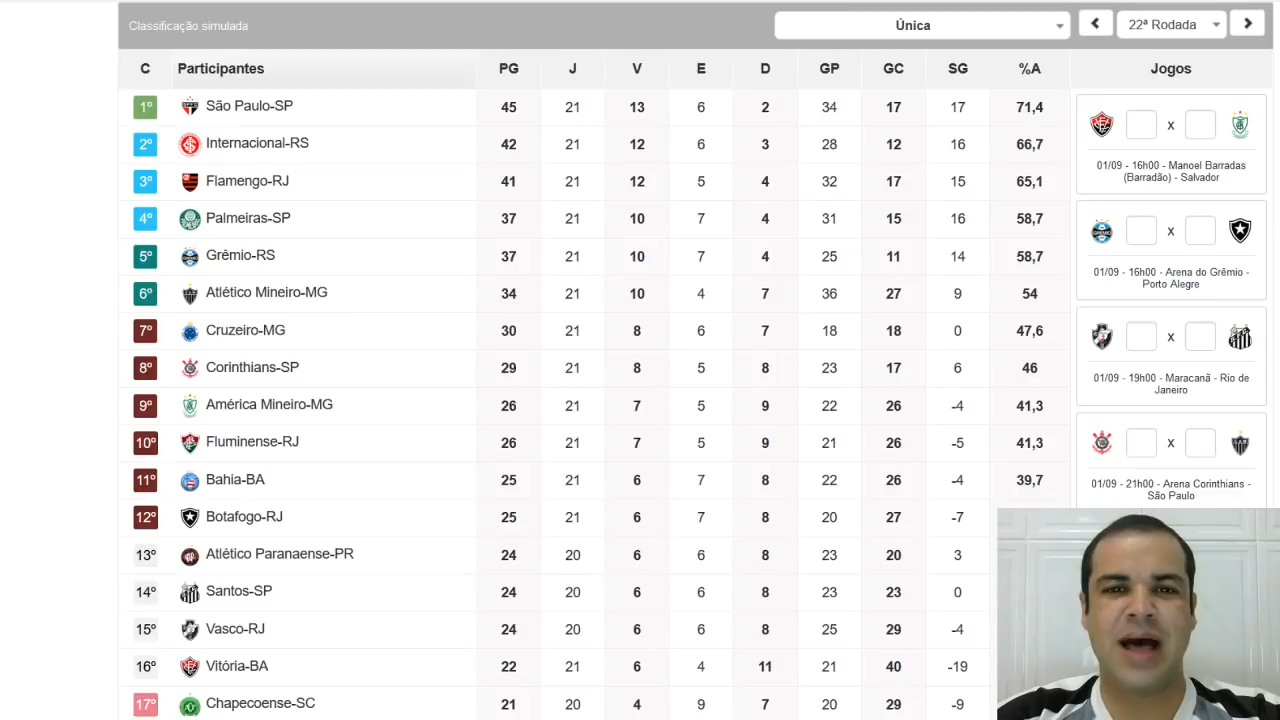 Classificação simulada Única 22ª Rodada
C Participantes PG J V E D GP GC SG %A Jogos
1º São Paulo-SP 45 21 13 6 2 34 17 17 71,4
2º Internacional-RS 42 21 12 6 3 28 12 16 66,7
3º Flamengo-RJ 41 21 12 5 4 32 17 15 65,1
4º Palmeiras-SP 37 21 10 7 4 31 15 16 58,7
5º Grêmio-RS 37 21 10 7 4 25 11 14 58,7
6º Atlético Mineiro-MG 34 21 10 4 7 36 27 9 54
7º Cruzeiro-MG 30 21 8 6 7 18 18 0 47,6
8º Corinthians-SP 29 21 8 5 8 23 17 6 46
9º América Mineiro-MG 26 21 7 5 9 22 26 -4 41,3
10º Fluminense-RJ 26 21 7 5 9 21 26 -5 41,3
11º Bahia-BA 25 21 6 7 8 22 26 -4 39,7
12º Botafogo-RJ 25 21 6 7 8 20 27 -7
13º Atlético Paranaense-PR 24 20 6 6 8 23 20 3
14º Santos-SP 24 20 6 6 8 23 23 0
15º Vasco-RJ 24 20 6 6 8 25 29 -4
16º Vitória-BA 22 21 6 4 11 21 40 -19
17º Chapecoense-SC 21 20 4 9 7 20 29 -9
x
01/09 - 16h00 - Manoel Barradas
(Barradão) - Salvador
x
01/09 - 16h00 - Arena do Grêmio -
Porto Alegre
x
01/09 - 19h00 - Maracanã - Rio de
Janeiro
x
01/09 - 21h00 - Arena Corinthians -
São Paulo